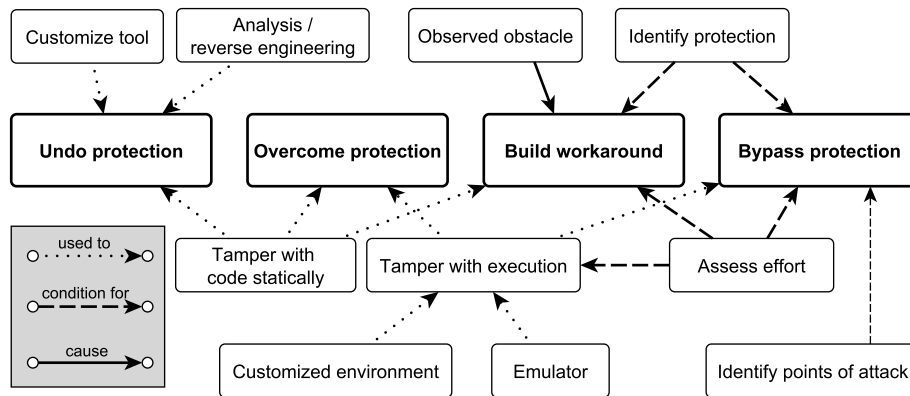 Customize tool
Analysis /
reverse engineering
Observed obstacle
Identify protection
Undo protection
Overcome protection
Build workaround
Bypass protection
used to
condition for
cause
Tamper with
code statically
Tamper with execution
Assess effort
Customized environment
Emulator
Identify points of attack